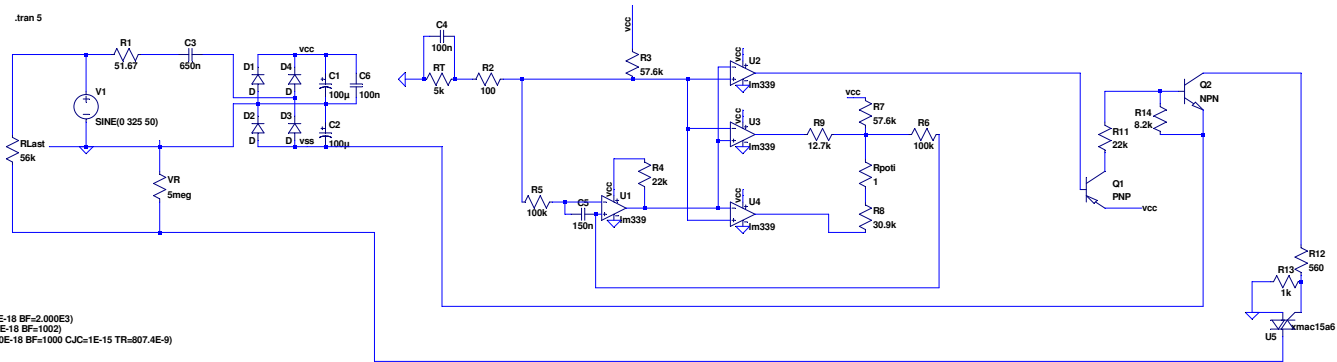 .tran 5
R1
51.67
C3
650n
V1
SINE(0 325 50)
RLast
56k
VR
5meg
D1
D
D4
D
D2
D
D3
D
vcc
vss
C1
100µ
C6
100n
C2
100µ
C4
100n
RT
5k
R2
100
vcc
R3
57.6k
R5
100k
C5
150n
vcc
U1
lm339
R4
22k
vcc
U2
lm339
vcc
U3
lm339
vcc
U4
lm339
R9
12.7k
vcc
R7
57.6k
R6
100k
Rpoti
1
R8
30.9k
Q2
NPN
R14
8.2k
R11
22k
Q1
PNP
vcc
R12
560
R13
1k
U5
xmac15a6
E-18 BF=2.000E3)
E-18 BF=1002)
0E-18 BF=1000 CJC=1E-15 TR=807.4E-9)